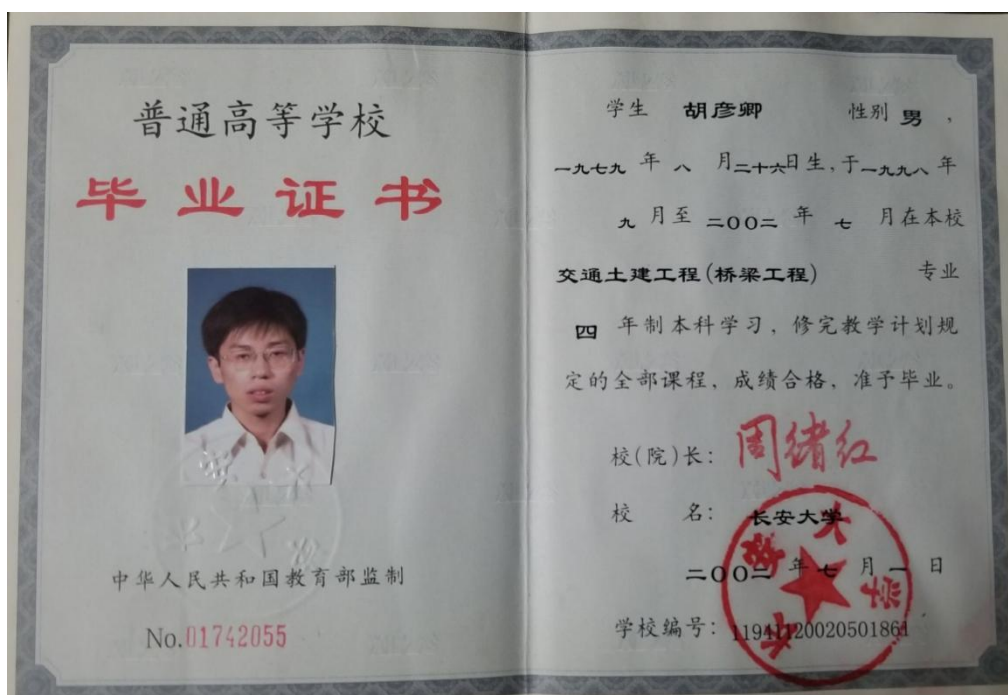 普通高等学校
毕业证书
中华人民共和国教育部监制
No.01742055
学生 胡彦卿 性别 男，
一九七九 年 八 月二十六日生，于一九九八 年
九 月至 二〇〇二 年 七 月在本校
交通土建工程(桥梁工程) 专业
四 年制本科学习，修完教学计划规
定的全部课程，成绩合格，准予毕业。
校(院)长：周绪红
校 名：长安大学
二〇〇二 年 七 月 一 日
学校编号：11941120020501861